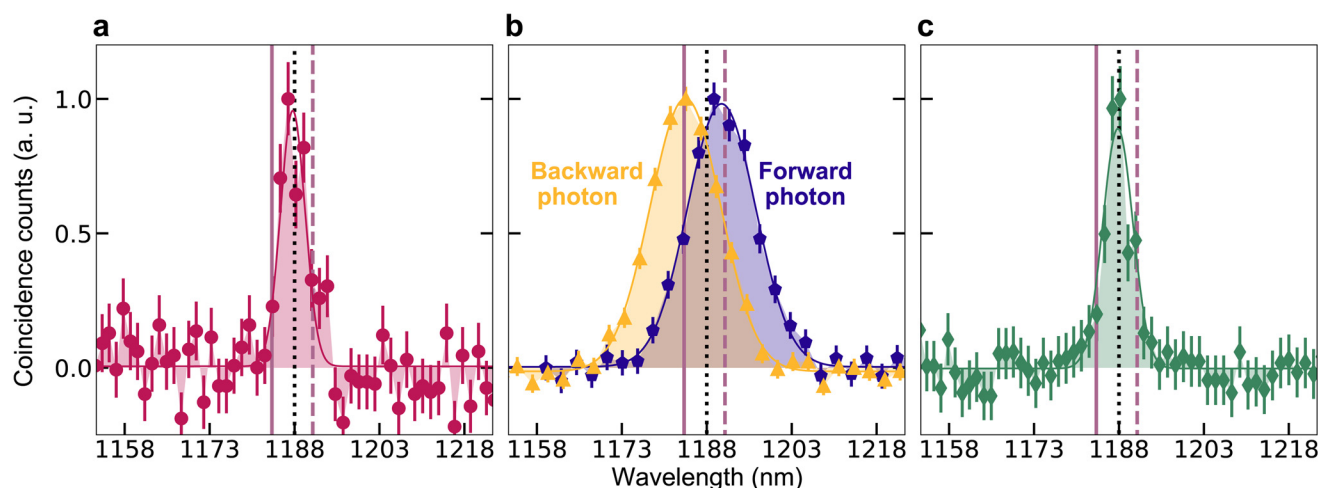 a
b
c
Coincidence counts (a. u.)
1.0
0.5
0.0
Backward
photon
Forward
photon
1158 1173 1188 1203 1218
1158 1173 1188 1203 1218
1158 1173 1188 1203 1218
Wavelength (nm)